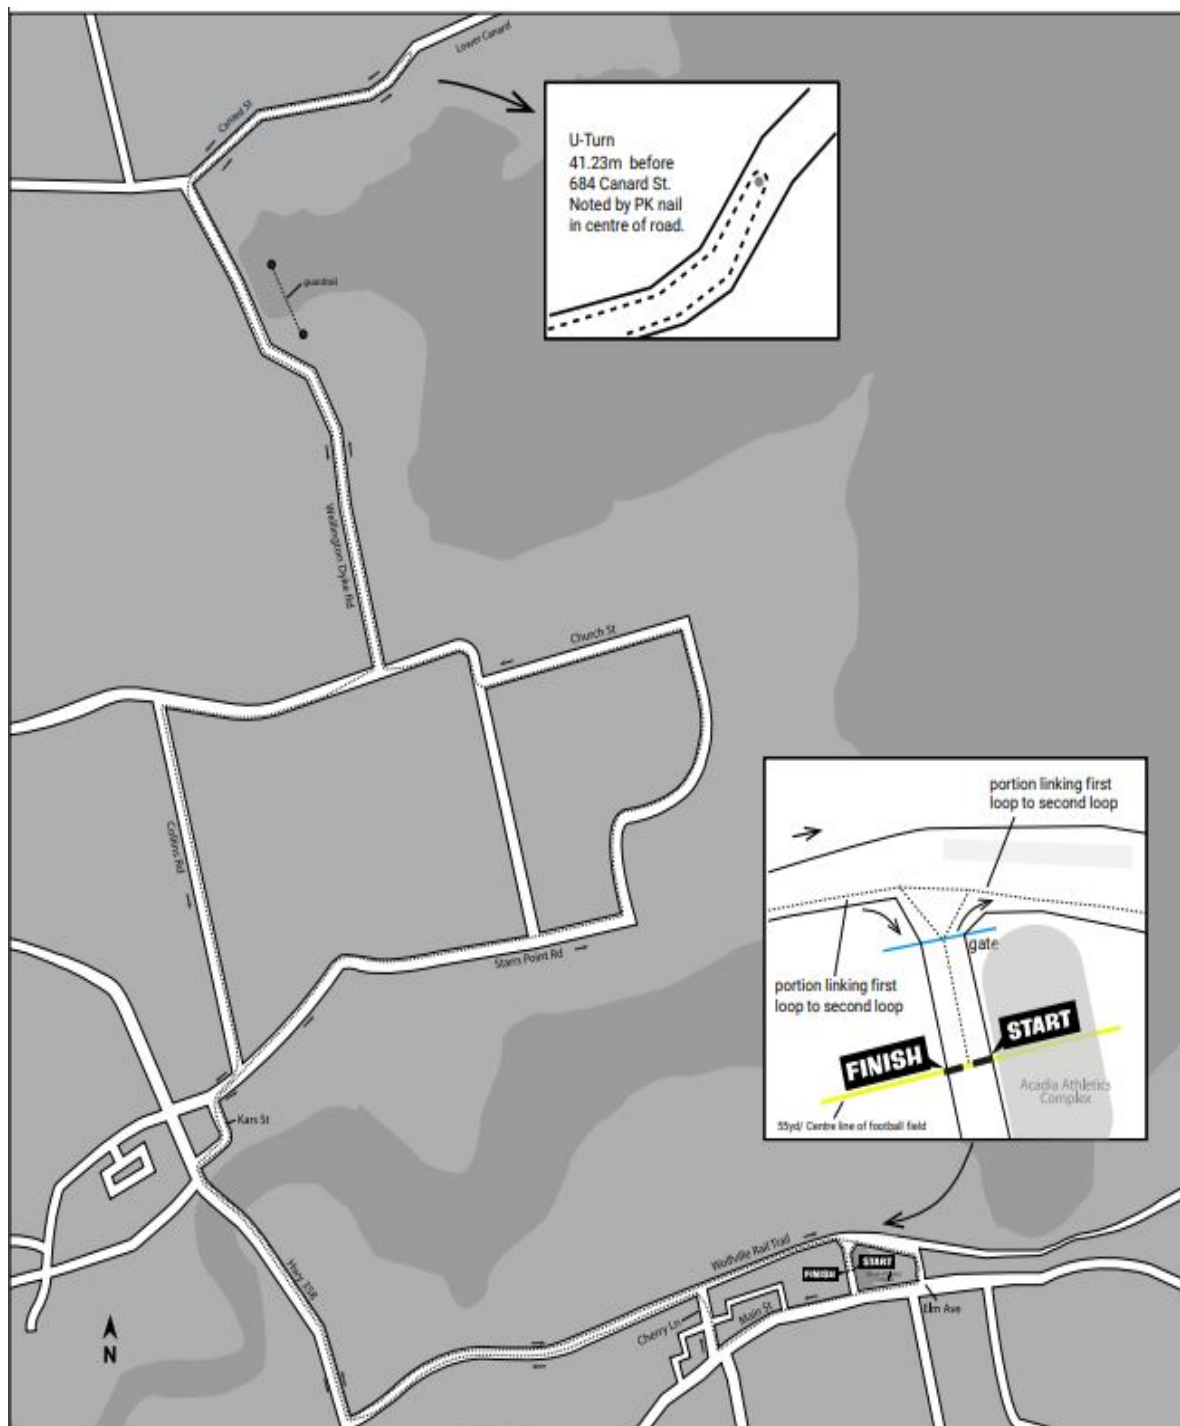 Lower Canard
Canard St
U-Turn
41.23m before
684 Canard St.
Noted by PK nail
in centre of road.
guardrail
Wellington Dyke Rd
Church St
portion linking first
loop to second loop
Collins Rd
gate
Starrs Point Rd
portion linking first
loop to second loop
START
FINISH
Acadia Athletics
Complex
55yd/ Centre line of football field
Kars St
Wolfville Rail Trail
Hwy 358
START
FINISH
Elm Ave
Main St
Cherry Ln
N